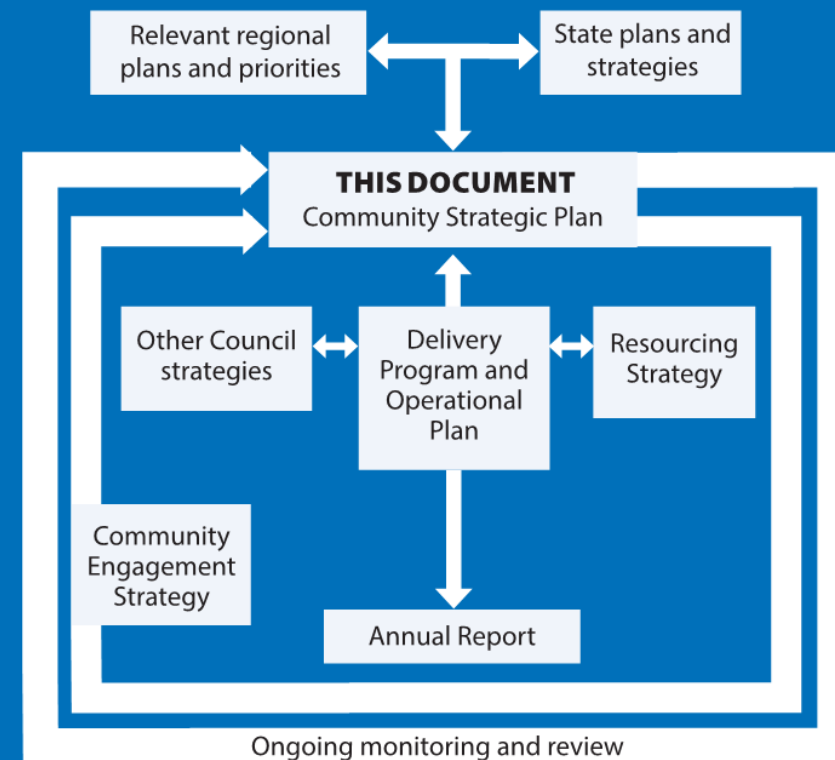 Relevant regional
plans and priorities
State plans and
strategies
THIS DOCUMENT
Community Strategic Plan
Other Council
strategies
Delivery
Program and
Operational
Plan
Resourcing
Strategy
Community
Engagement
Strategy
Annual Report
Ongoing monitoring and review